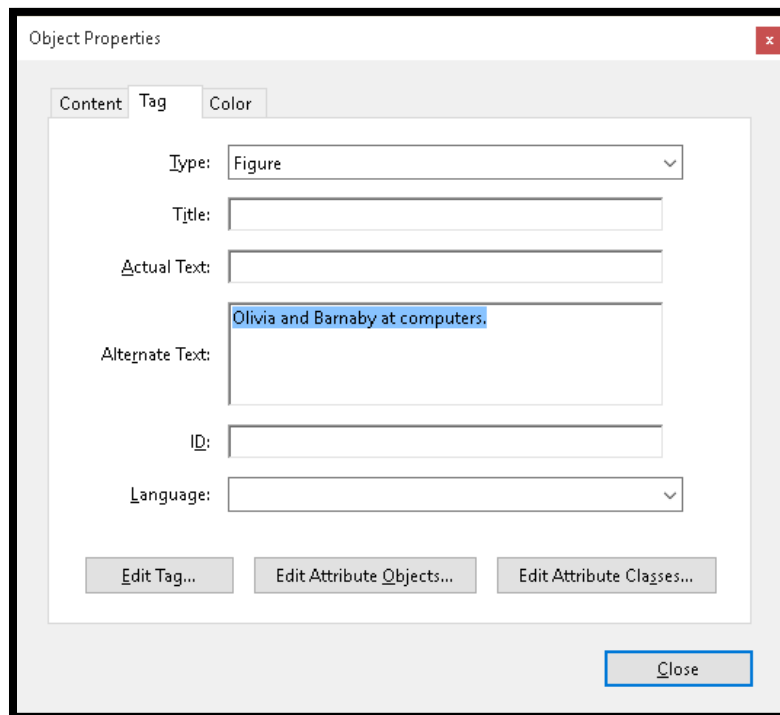 Object Properties
x
Content Tag Color
Type: Figure
Title:
Actual Text:
Alternate Text: Olivia and Barnaby at computers.
ID:
Language:
Edit Tag... Edit Attribute Objects... Edit Attribute Classes...
Close